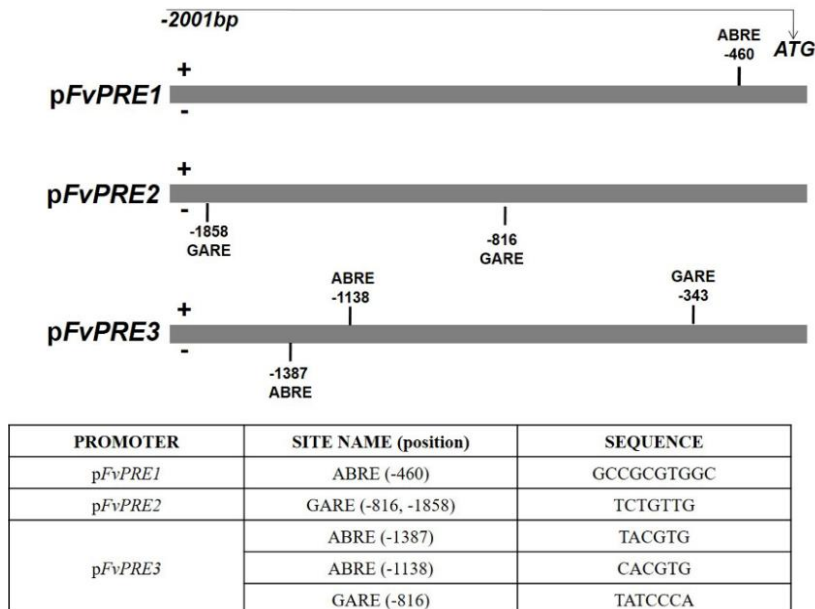 -2001bp
ATG
ABRE
-460
+
pFvPRE1
-
+
pFvPRE2
-
-1858
GARE
-816
GARE
ABRE
-1138
GARE
-343
+
pFvPRE3
-
-1387
ABRE
PROMOTER SITE NAME (position) SEQUENCE
pFvPRE1 ABRE (-460) GCCGCGTGGC
pFvPRE2 GARE (-816, -1858) TCTGTTG
pFvPRE3 ABRE (-1387) TACGTG
ABRE (-1138) CACGTG
GARE (-816) TATCCCA